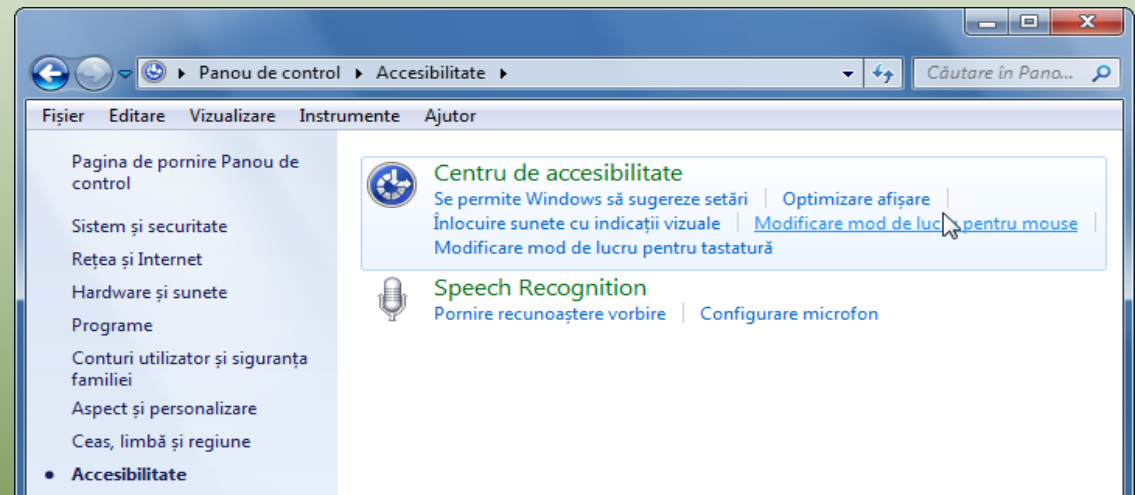 Panou de control Accesibilitate
Căutare în Pano...
Fișier Editare Vizualizare Instrumente Ajutor
Pagina de pornire Panou de
control
Sistem și securitate
Rețea și Internet
Hardware și sunete
Programe
Conturi utilizator și siguranța
familiei
Aspect și personalizare
Ceas, limbă și regiune
Accesibilitate
Centru de accesibilitate
Se permite Windows să sugereze setări Optimizare afișare
Înlocuire sunete cu indicații vizuale Modificare mod de lucru pentru mouse
Modificare mod de lucru pentru tastatură
Speech Recognition
Pornire recunoaștere vorbire Configurare microfon